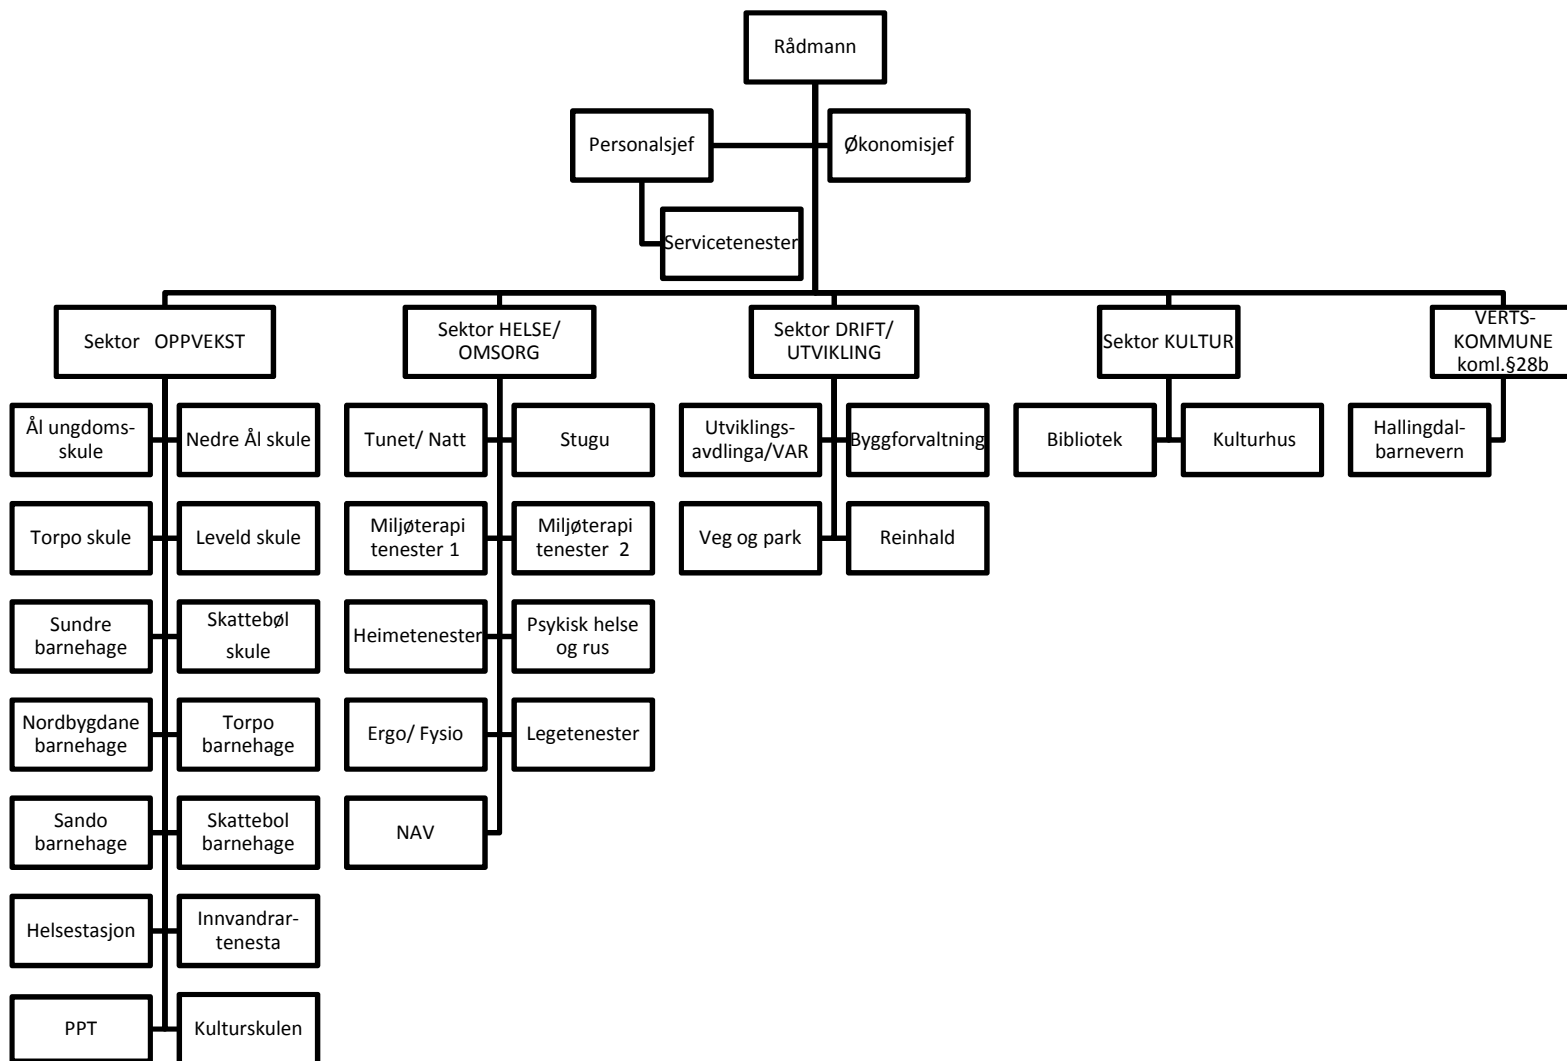 Rådmann
Personalsjef
Økonomisjef
Servicetenester
Sektor OPPVEKST
Sektor HELSE/
OMSORG
Sektor DRIFT/
UTVIKLING
Sektor KULTUR
VERTS-
KOMMUNE
koml.§28b
Ål ungdoms-
skule
Nedre Ål skule
Tunet/ Natt
Stugu
Utviklings-
avdlinga/VAR
Byggforvaltning
Bibliotek
Kulturhus
Hallingdal-
barnevern
Torpo skule
Leveld skule
Miljøterapi
tenester 1
Miljøterapi
tenester 2
Veg og park
Reinhald
Sundre
barnehage
Skattebøl
skule
Heimetenester
Psykisk helse
og rus
Nordbygdane
barnehage
Torpo
barnehage
Ergo/ Fysio
Legetenester
Sando
barnehage
Skattebol
barnehage
NAV
Helsestasjon
Innvandrar-
tenesta
PPT
Kulturskulen